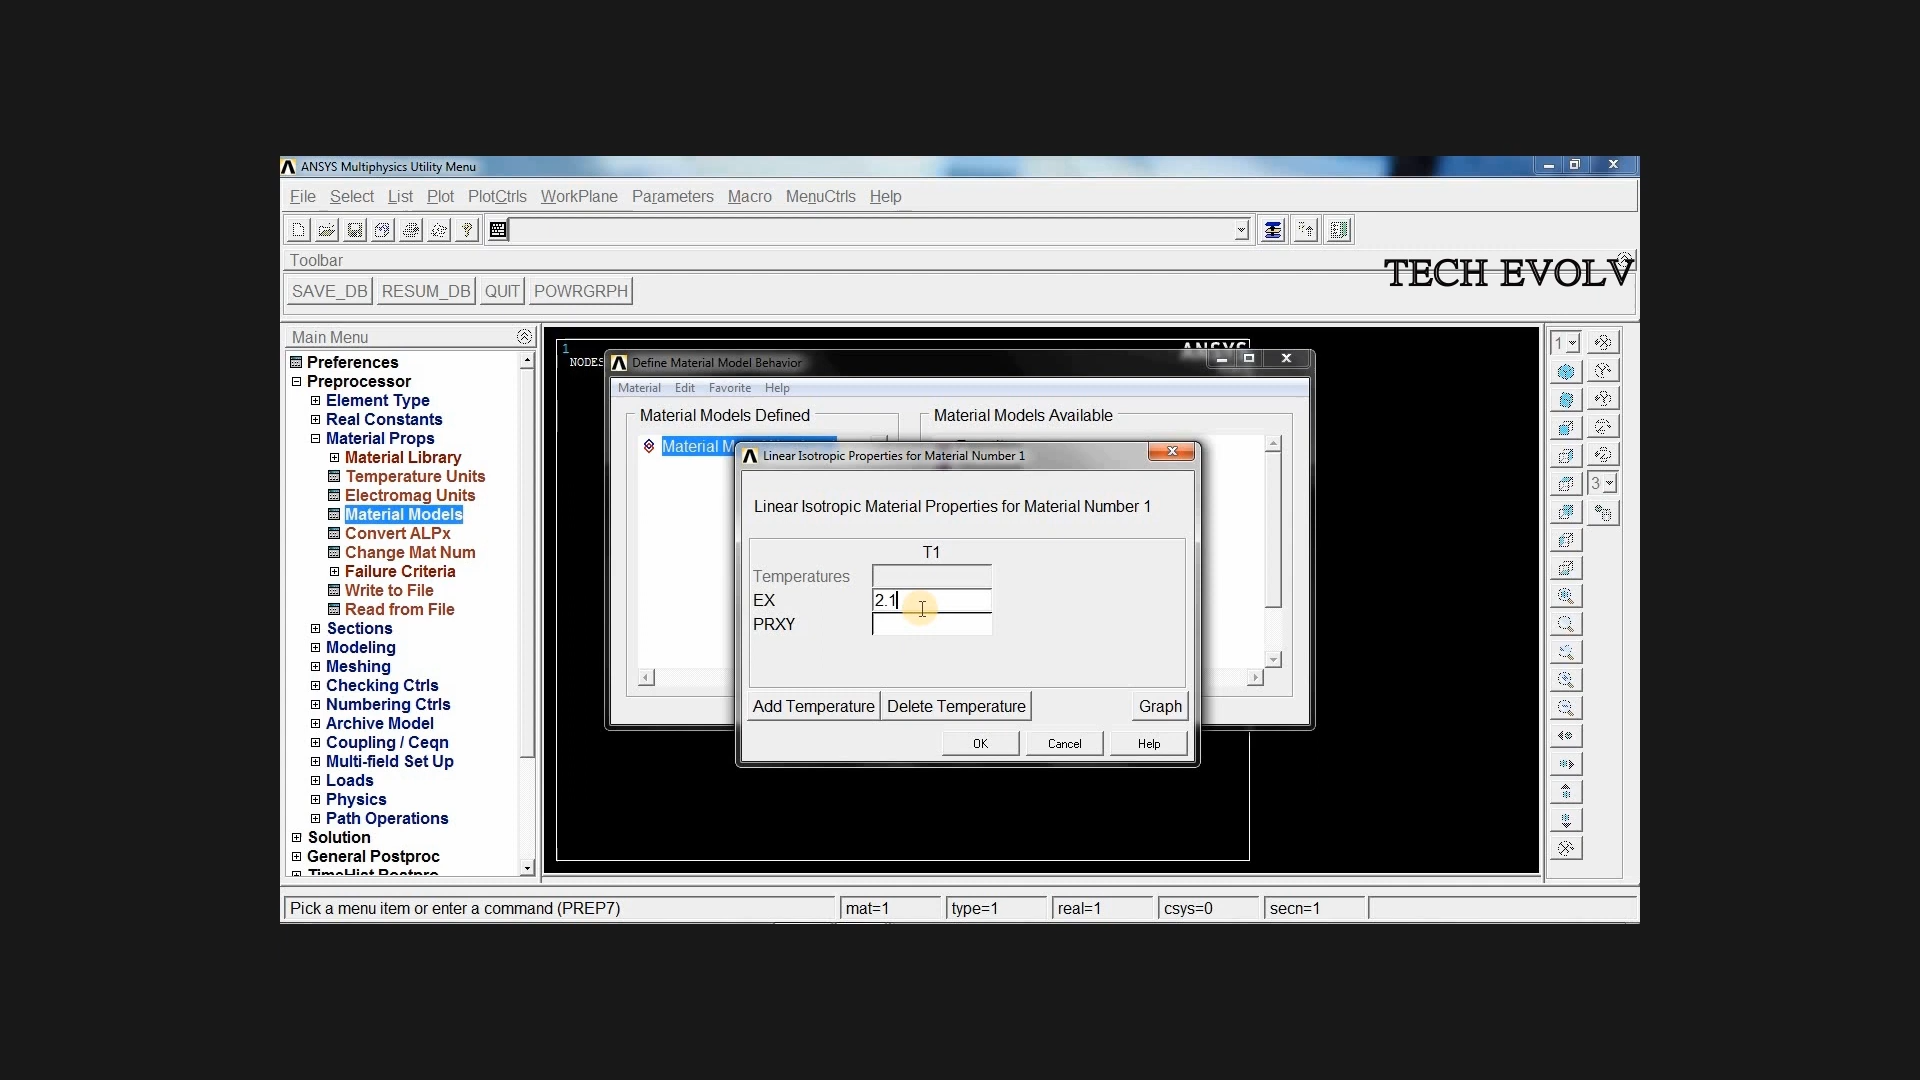 ANSYS Multiphysics Utility Menu
File Select List Plot PlotCtrls WorkPlane Parameters Macro MenuCtrls Help
Toolbar
TECH EVOLV
SAVE_DB RESUM_DB QUIT POWRGRPH
Main Menu
Preferences
Preprocessor
Element Type
Real Constants
Material Props
Material Library
Temperature Units
Electromag Units
Material Models
Convert ALPx
Change Mat Num
Failure Criteria
Write to File
Read from File
Sections
Modeling
Meshing
Checking Ctrls
Numbering Ctrls
Archive Model
Coupling / Ceqn
Multi-field Set Up
Loads
Physics
Path Operations
Solution
General Postproc
TimeHist Postpro
1
NODES
ANSYS
Define Material Model Behavior
Material Edit Favorite Help
Material Models Defined
Material Models Available
Linear Isotropic Properties for Material Number 1
Linear Isotropic Material Properties for Material Number 1
T1
Temperatures
EX 2.1
PRXY
Add Temperature Delete Temperature Graph
OK Cancel Help
1
3
Pick a menu item or enter a command (PREP7) mat=1 type=1 real=1 csys=0 secn=1